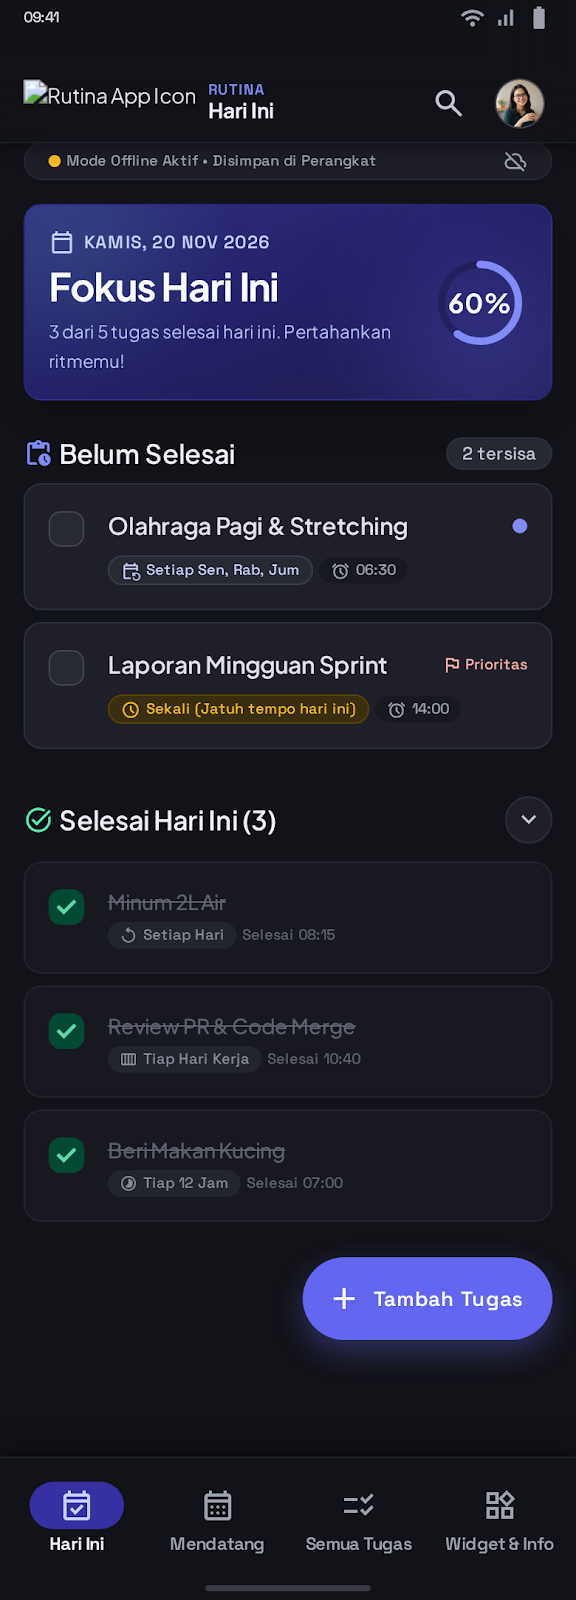 09:41
Rutina App Icon
RUTINA
Hari Ini
Mode Offline Aktif • Disimpan di Perangkat
KAMIS, 20 NOV 2026
Fokus Hari Ini
3 dari 5 tugas selesai hari ini. Pertahankan
ritmemu!
60%
Belum Selesai
2 tersisa
Olahraga Pagi & Stretching
Setiap Sen, Rab, Jum
06:30
Laporan Mingguan Sprint
Prioritas
Sekali (Jatuh tempo hari ini)
14:00
Selesai Hari Ini (3)
Minum 2L Air
Setiap Hari
Selesai 08:15
Review PR & Code Merge
Tiap Hari Kerja
Selesai 10:40
Beri Makan Kucing
Tiap 12 Jam
Selesai 07:00
Tambah Tugas
Hari Ini
Mendatang
Semua Tugas
Widget & Info